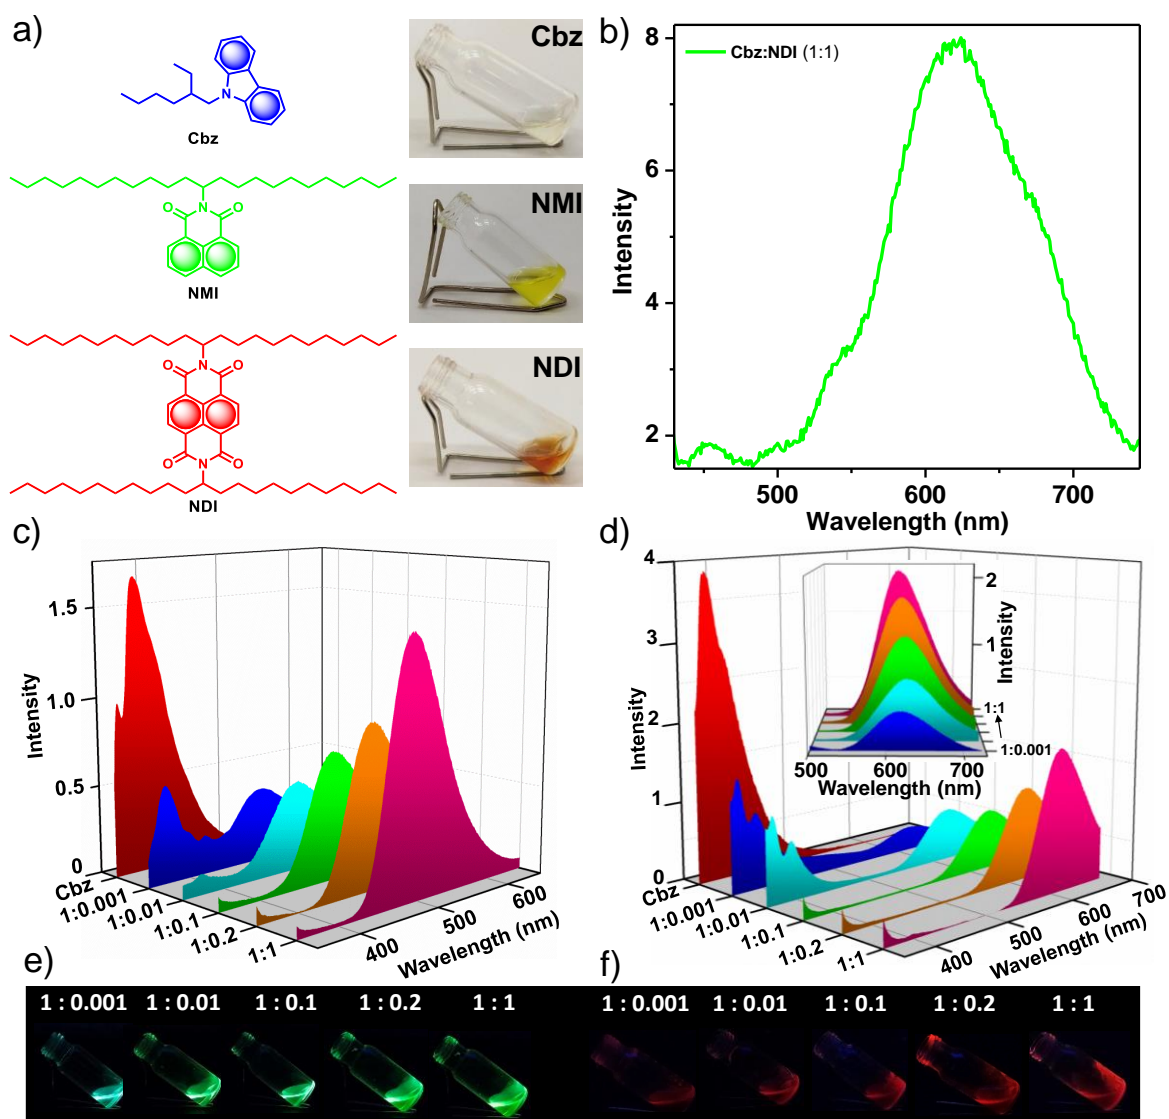 a)
N
Cbz
O
N
O
NMI
O
N
O
O
N
O
NDI
Cbz
NMI
NDI
b)
Cbz:NDI (1:1)
Intensity
8
6
4
2
500
600
700
Wavelength (nm)
c)
Intensity
1.5
1.0
0.5
0
Cbz
1:0.001
1:0.01
1:0.1
1:0.2
1:1
400
500
600
Wavelength (nm)
d)
Intensity
4
3
2
1
0
Cbz
1:0.001
1:0.01
1:0.1
1:0.2
1:1
400
500
600
700
Wavelength (nm)
2
1
Intensity
1:1
1:0.001
500
600
700
Wavelength (nm)
e)
1 : 0.001 1 : 0.01 1 : 0.1 1 : 0.2 1 : 1
f)
1 : 0.001 1 : 0.01 1 : 0.1 1 : 0.2 1 : 1